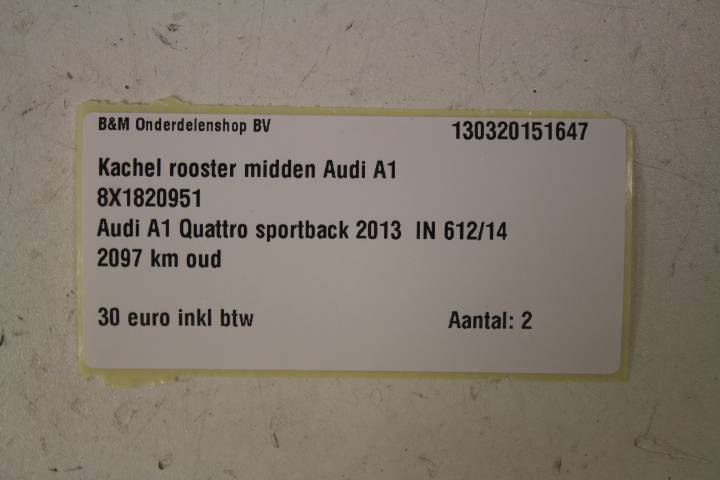 B&M Onderdelenshop BV 130320151647
Kachel rooster midden Audi A1
8X1820951
Audi A1 Quattro sportback 2013 IN 612/14
2097 km oud
30 euro inkl btw Aantal: 2